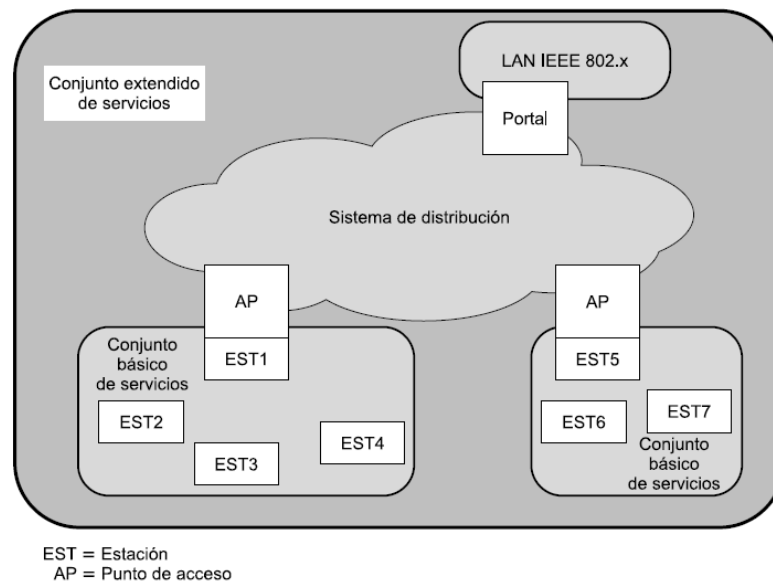 LAN IEEE 802.x
Conjunto extendido
de servicios
Portal
Sistema de distribución
AP
AP
Conjunto
básico
de servicios
EST1
EST5
EST2
EST3
EST4
EST6
EST7
Conjunto
básico
de servicios
EST = Estación
AP = Punto de acceso